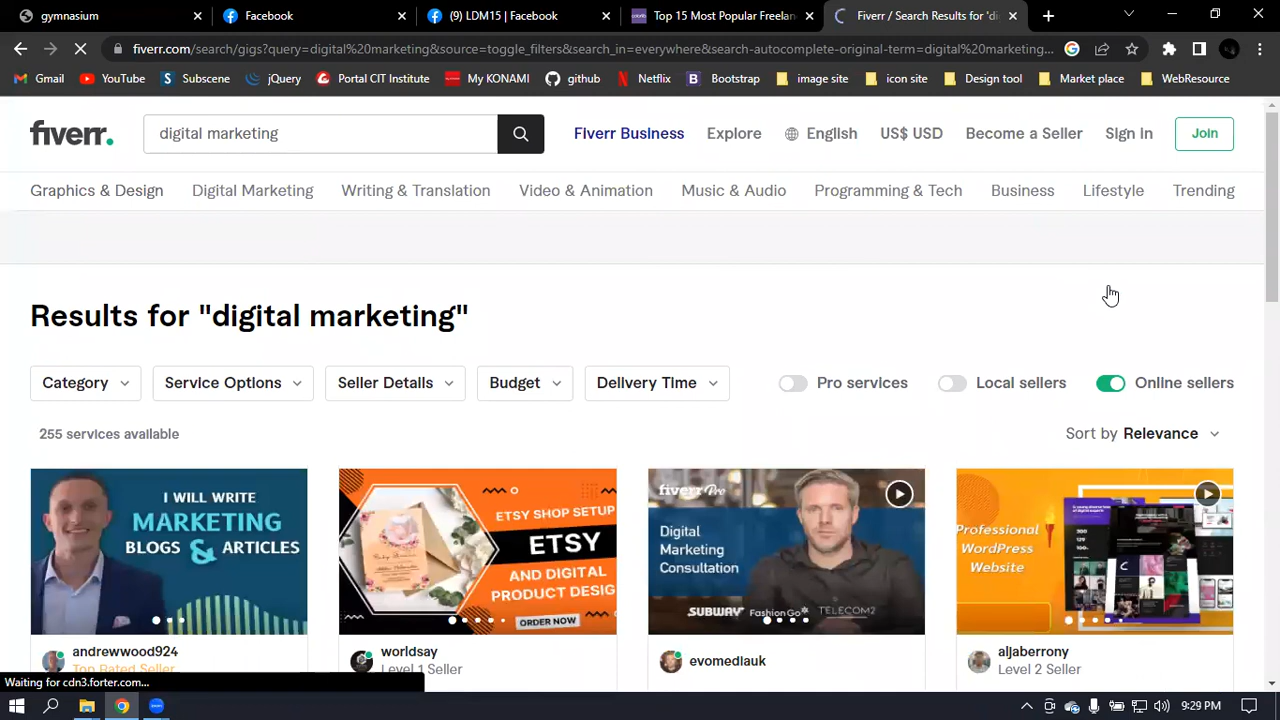 gymnasium
Facebook
(9) LDM15 | Facebook
Top 15 Most Popular Freelan
Fiverr / Search Results for 'di
fiverr.com/search/gigs?query=digital%20marketing&source=toggle_filters&search_in=everywhere&search-autocomplete-original-term=digital%20marketing...
Gmail
YouTube
Subscene
jQuery
Portal CIT Institute
My KONAMI
github
Netflix
Bootstrap
image site
icon site
Design tool
Market place
WebResource
fiverr.
digital marketing
Fiverr Business
Explore
English
US$ USD
Become a Seller
Sign in
Join
Graphics & Design
Digital Marketing
Writing & Translation
Video & Animation
Music & Audio
Programming & Tech
Business
Lifestyle
Trending
Results for "digital marketing"
Category
Service Options
Seller Details
Budget
Delivery Time
Pro services
Local sellers
Online sellers
255 services available
Sort by Relevance
I WILL WRITE
MARKETING
BLOGS & ARTICLES
ETSY SHOP SETUP
ETSY
AND DIGITAL
PRODUCT DESIG
ORDER NOW
fiverr Pro
Digital
Marketing
Consultation
SUBWAY
Fashion Go
TELECOM2
Professional
WordPress
Website
andrewwood924
Top Rated Seller
worldsay
Level 1 Seller
evomediauk
aljaberrony
Level 2 Seller
Waiting for cdn3.forter.com...
9:29 PM